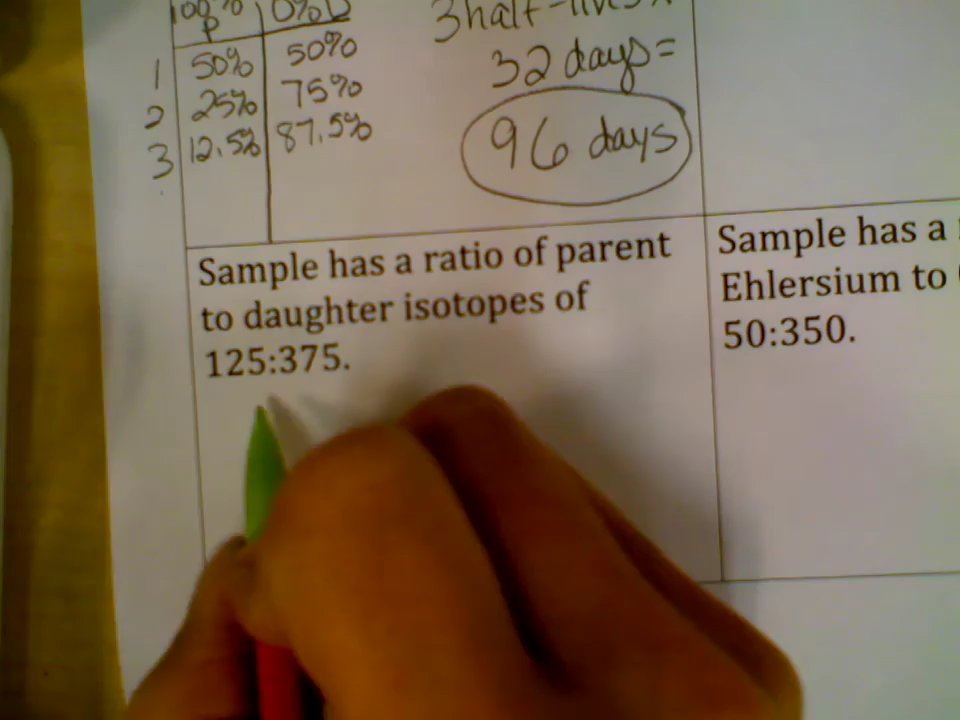 100% 0% D
P
3 half-lives x
1 50% 50%
32 days =
2 25% 75%
3 12.5% 87.5%
96 days
Sample has a ratio of parent
to daughter isotopes of
125:375.
Sample has a
Ehlersium to
50:350.